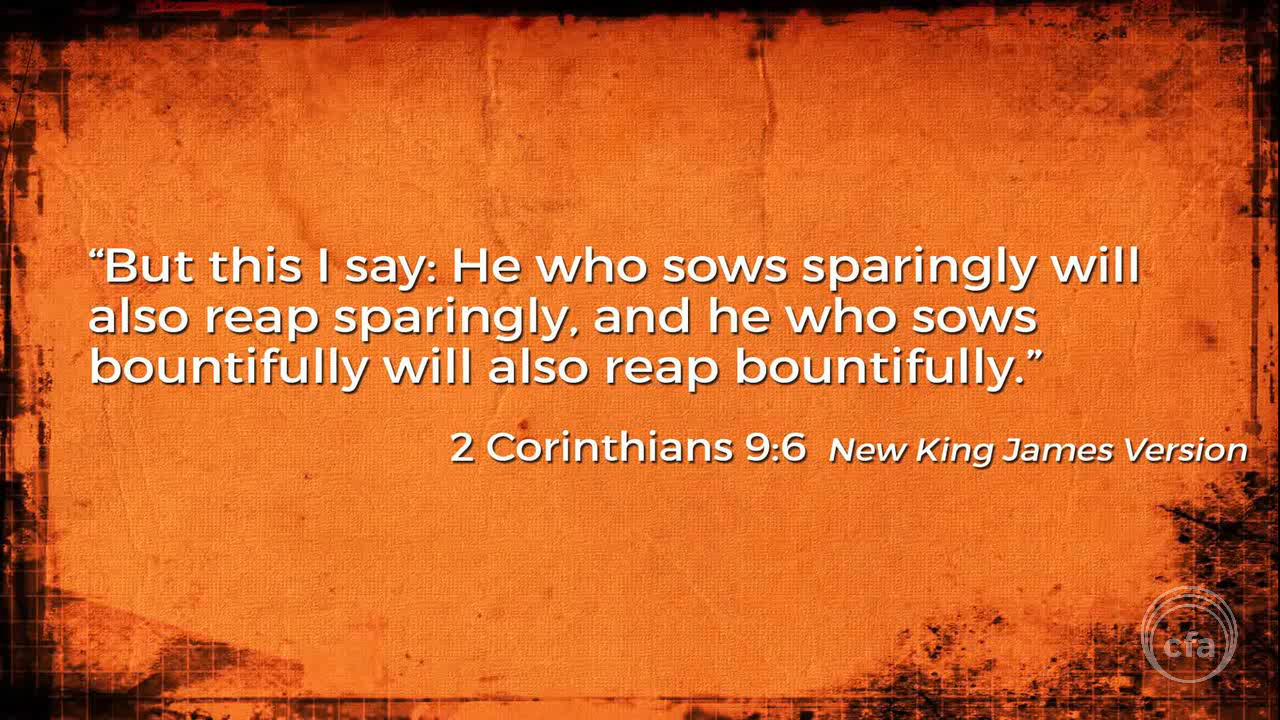 “But this I say: He who sows sparingly will
also reap sparingly, and he who sows
bountifully will also reap bountifully.”
2 Corinthians 9:6 New King James Version
cfa